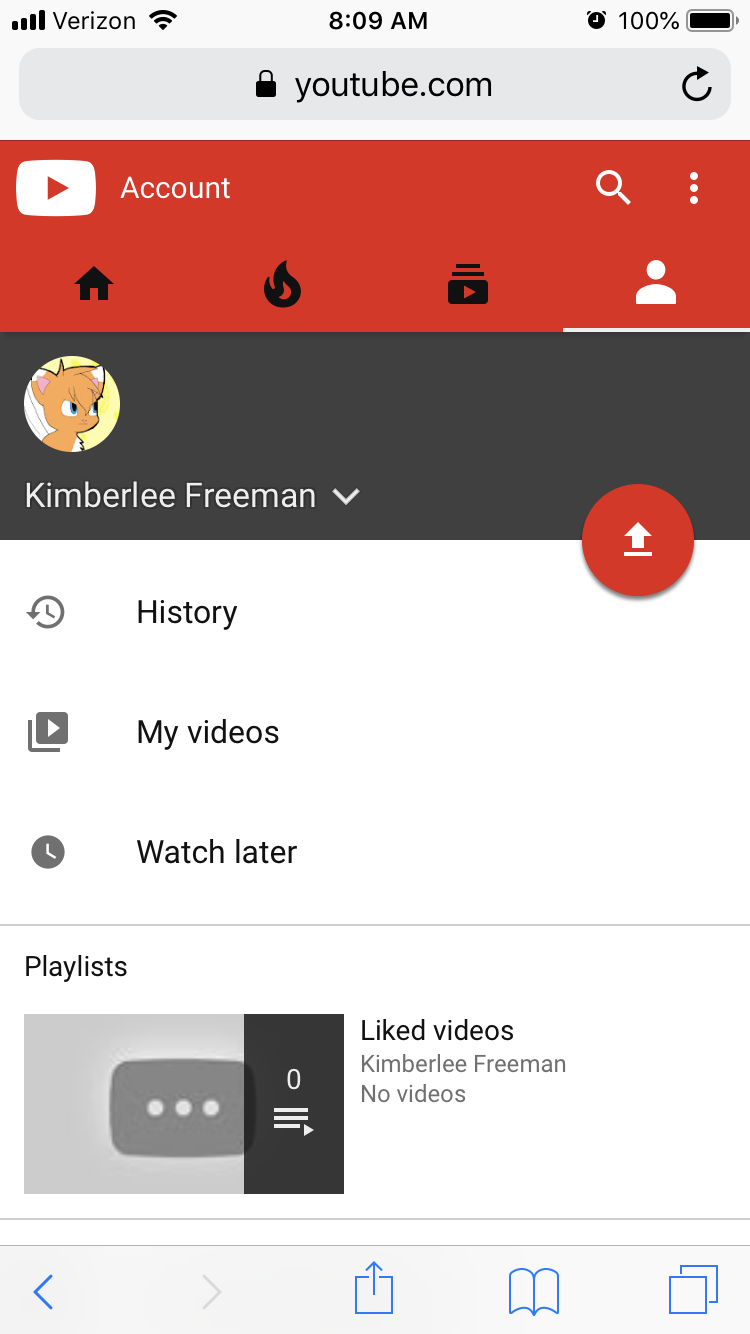 Verizon 8:09 AM 100%
youtube.com
Account
Kimberlee Freeman
History
My videos
Watch later
Playlists
0
Liked videos
Kimberlee Freeman
No videos